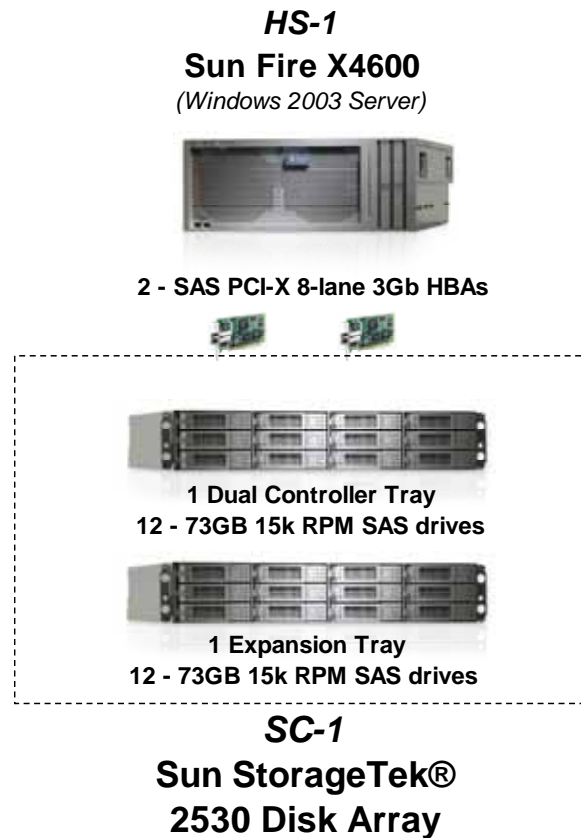 HS-1
Sun Fire X4600
(Windows 2003 Server)
2 - SAS PCI-X 8-lane 3Gb HBAs
1 Dual Controller Tray
12 - 73GB 15k RPM SAS drives
1 Expansion Tray
12 - 73GB 15k RPM SAS drives
SC-1
Sun StorageTek®
2530 Disk Array